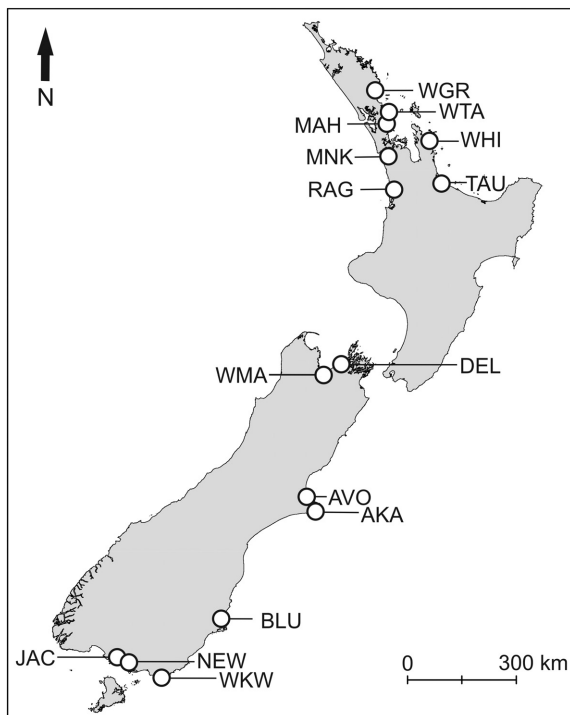 N
WGR
WTA
MAH
WHI
MNK
TAU
RAG
DEL
WMA
AVO
AKA
BLU
JAC
NEW
WKW
0 300 km